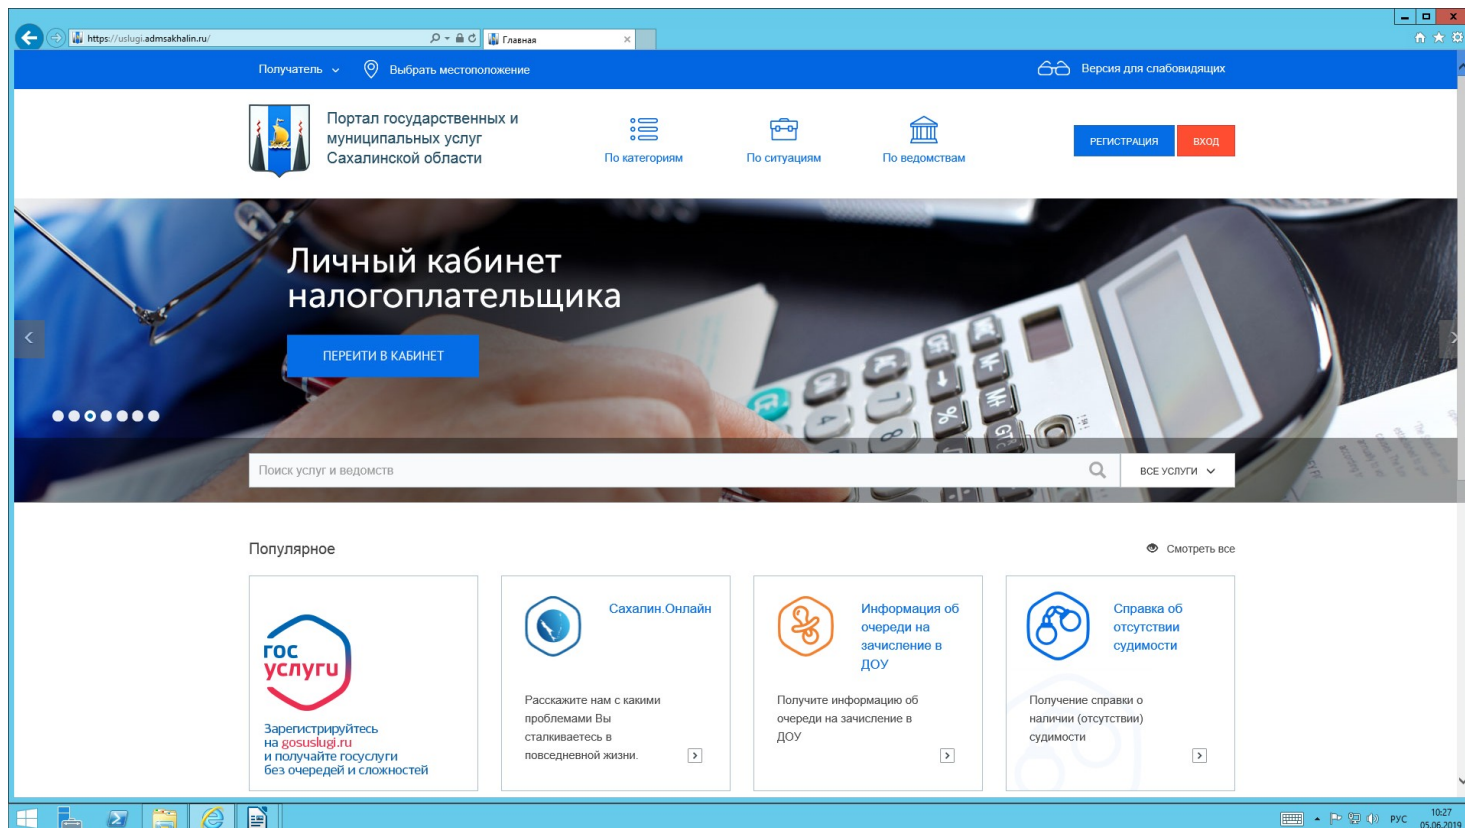 https://uslugi.admsakhalin.ru/
Главная
Получатель
Выбрать местоположение
Версия для слабовидящих
Портал государственных и
муниципальных услуг
Сахалинской области
По категориям
По ситуациям
По ведомствам
РЕГИСТРАЦИЯ
ВХОД
Личный кабинет
налогоплательщика
ПЕРЕЙТИ В КАБИНЕТ
Поиск услуг и ведомств
ВСЕ УСЛУГИ
Популярное
Смотреть все
гос
услуги
Зарегистрируйтесь
на gosuslugi.ru
и получайте госуслуги
без очередей и сложностей
Сахалин.Онлайн
Расскажите нам с какими
проблемами Вы
сталкиваетесь в
повседневной жизни.
Информация об
очереди на
зачисление в
ДОУ
Получите информацию об
очереди на зачисление в
ДОУ
Справка об
отсутствии
судимости
Получение справки о
наличии (отсутствии)
судимости
РУС
10:27
05.06.2019